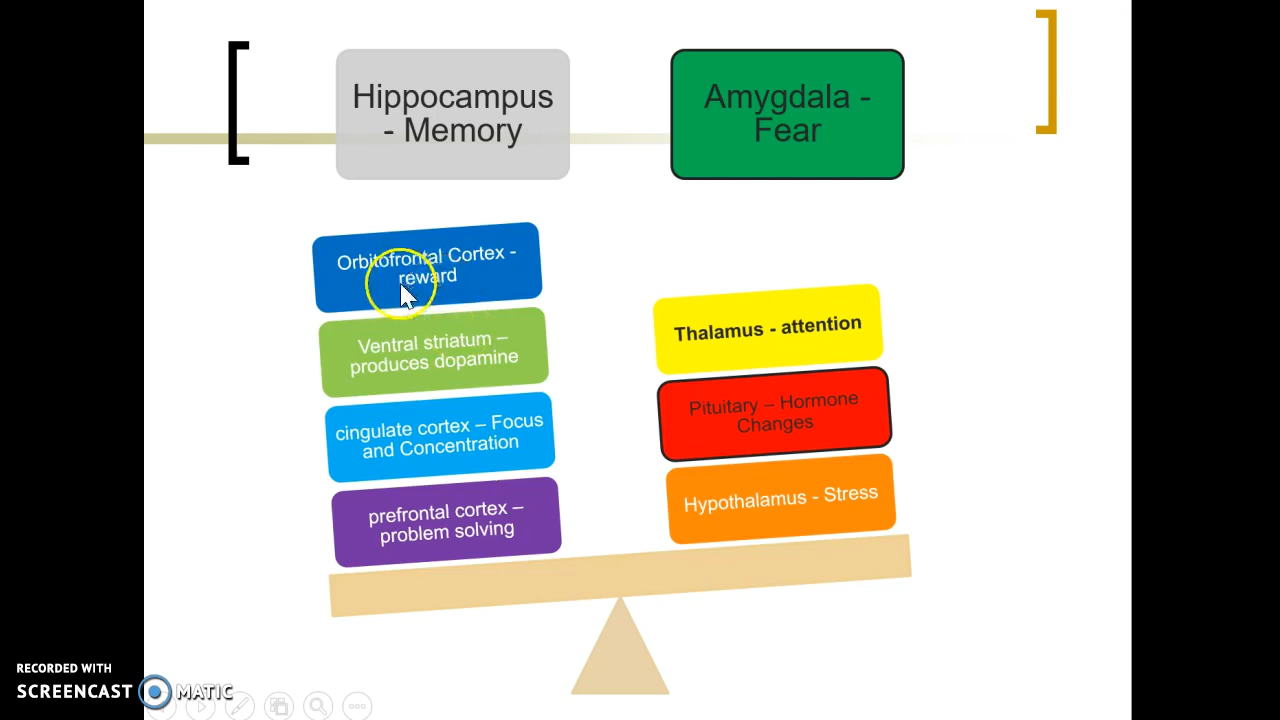 Hippocampus
- Memory
Amygdala -
Fear
Orbitofrontal Cortex -
reward
Ventral striatum –
produces dopamine
cingulate cortex – Focus
and Concentration
prefrontal cortex –
problem solving
Thalamus - attention
Pituitary – Hormone
Changes
Hypothalamus - Stress
RECORDED WITH
SCREENCAST MATIC